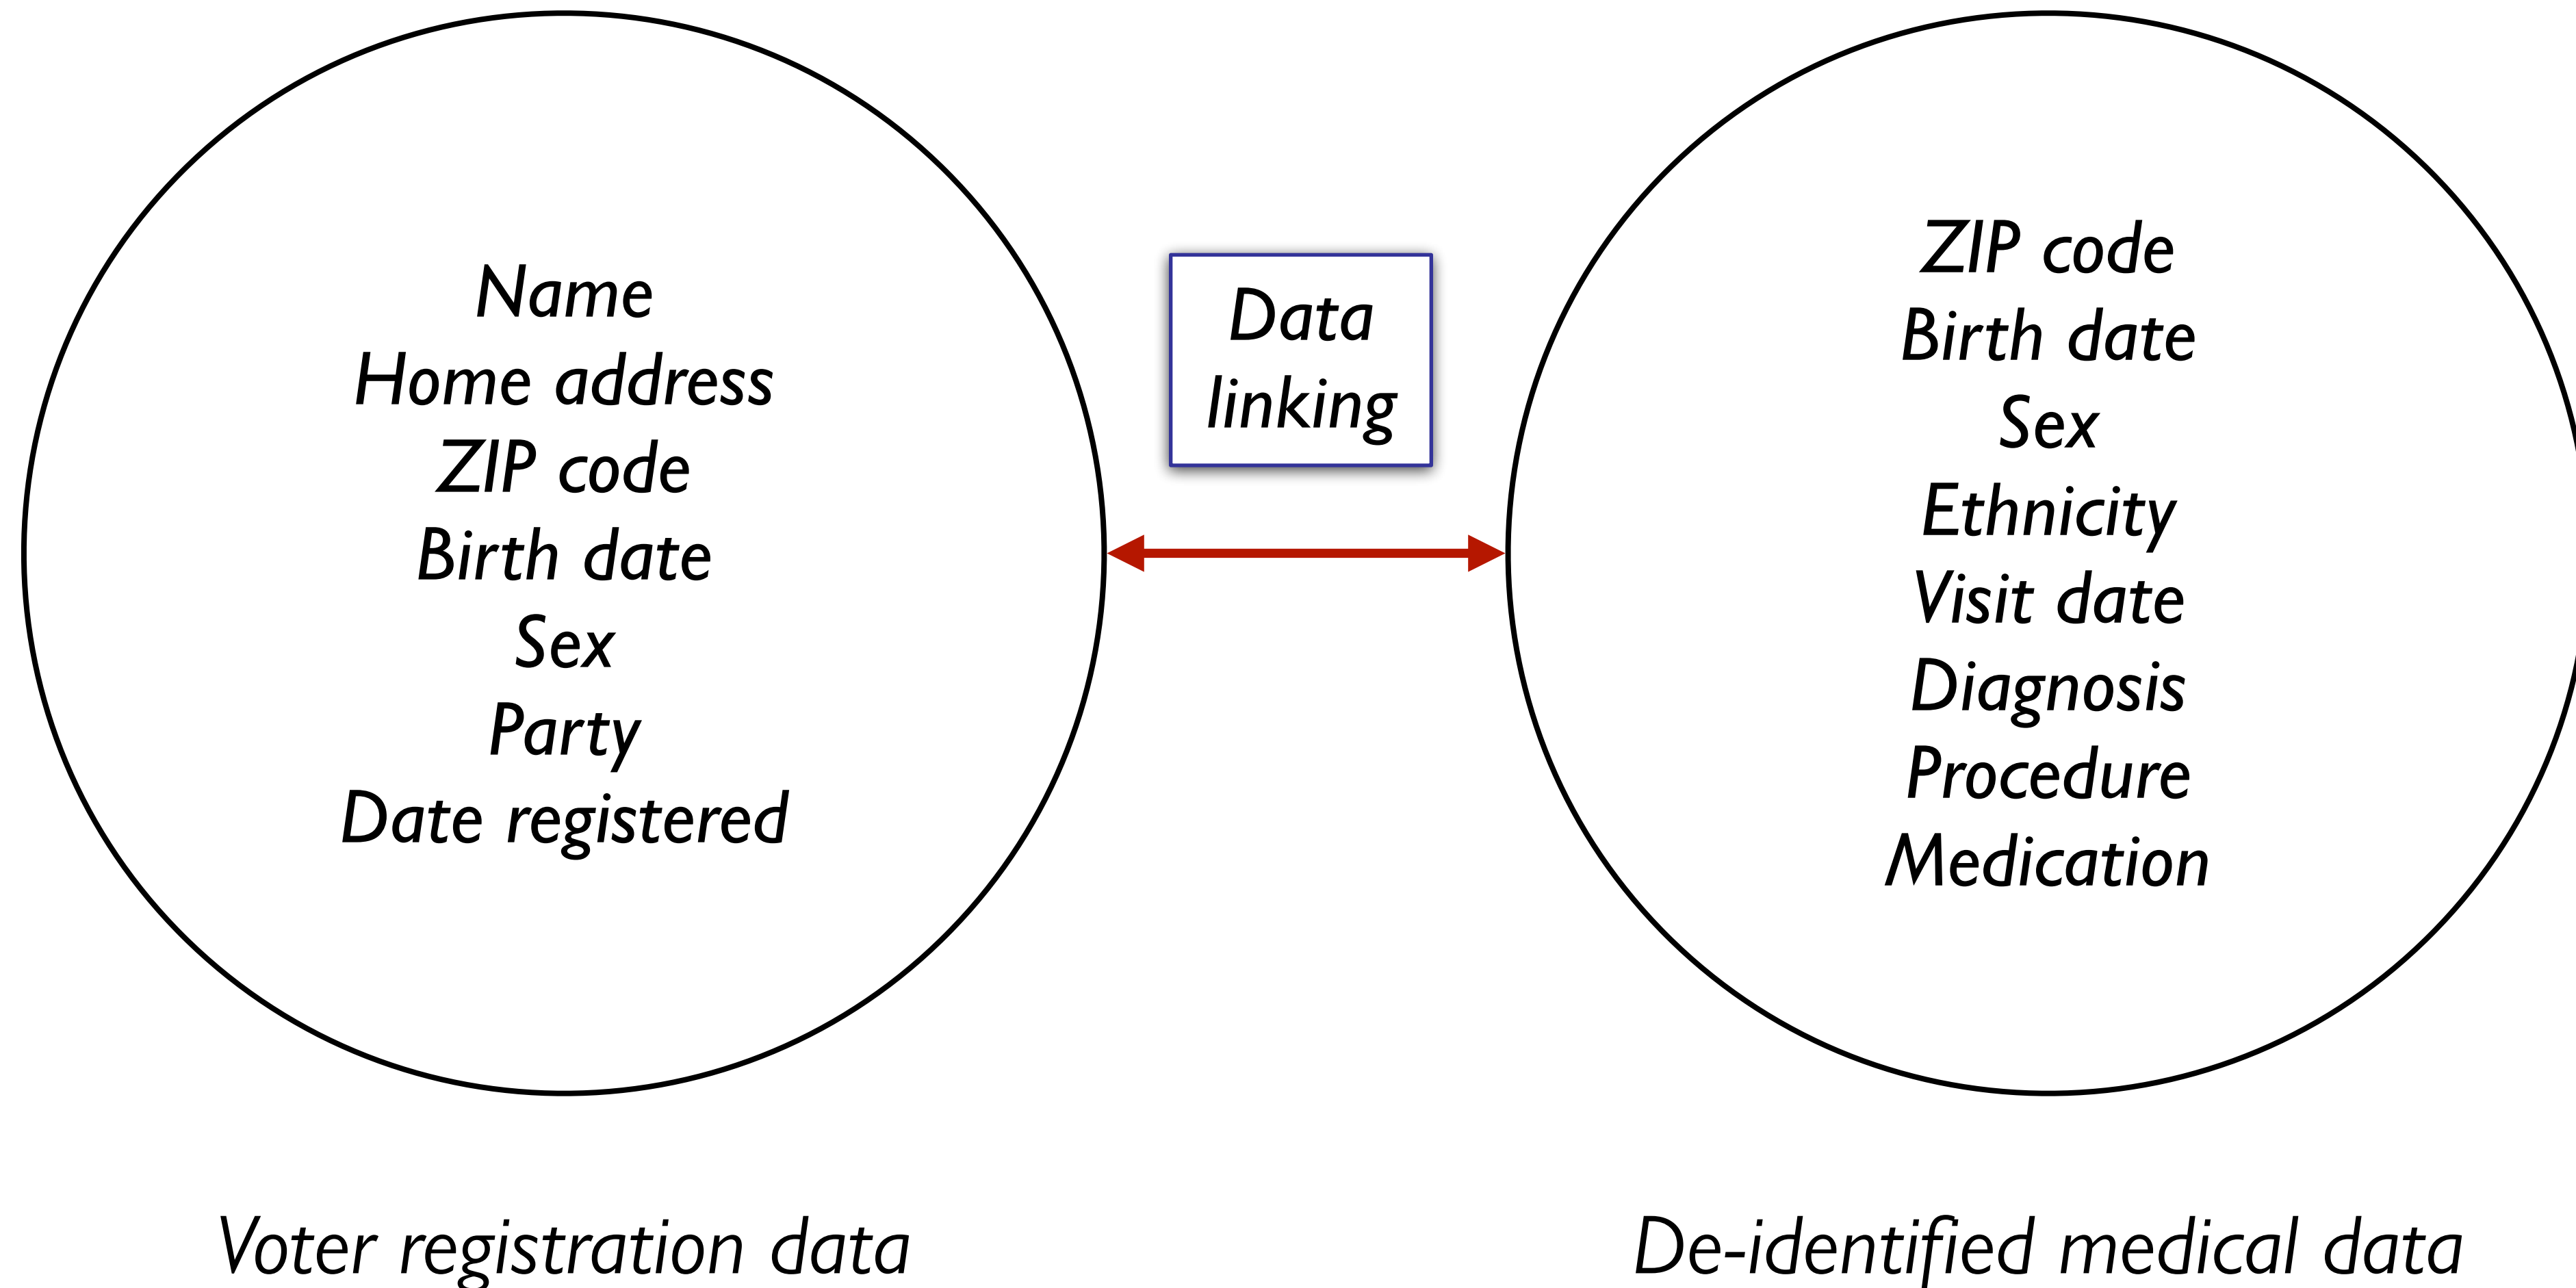 Name
Home address
ZIP code
Birth date
Sex
Party
Date registered
Data
linking
ZIP code
Birth date
Sex
Ethnicity
Visit date
Diagnosis
Procedure
Medication
Voter registration data
De-identified medical data